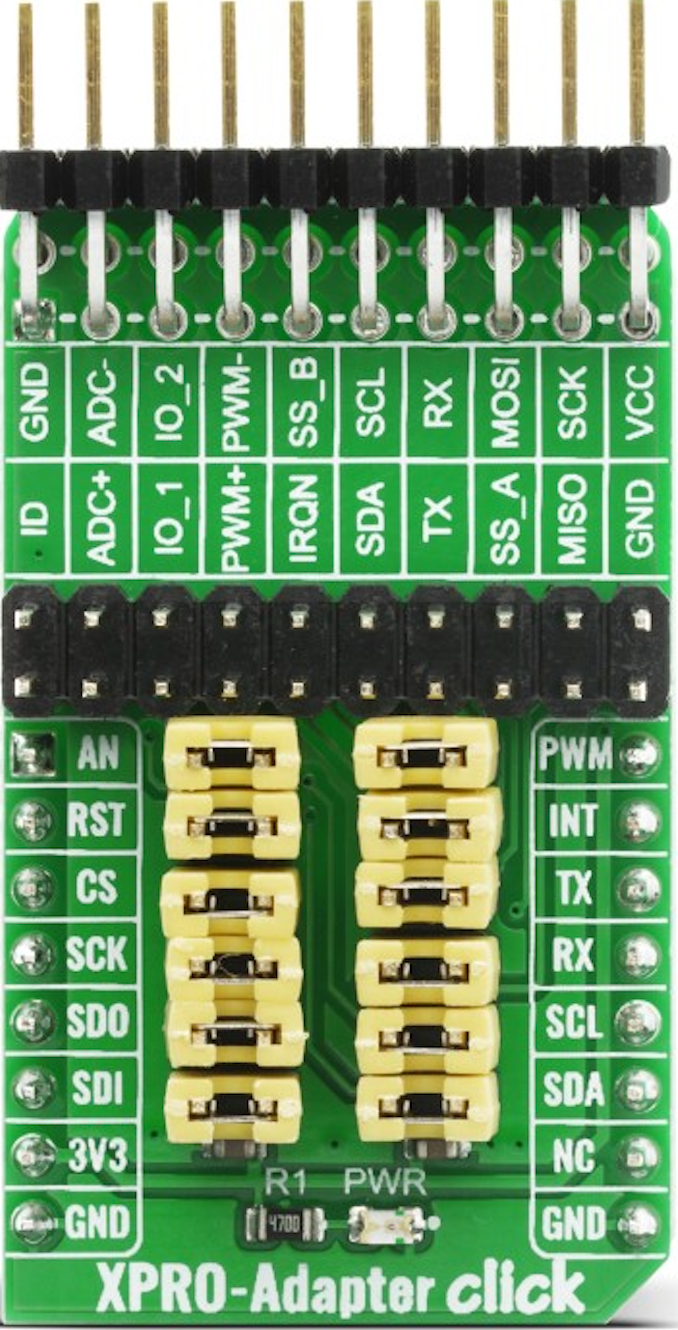 GND ADC- IO_2 PWM- SS_B SCL RX MOSI SCK VCC
ID ADC+ IO_1 PWM+ IRQN SDA TX SS_A MISO GND
AN PWM
RST INT
CS TX
SCK RX
SDO SCL
SDI SDA
3V3 NC
R1 PWR
GND 4700 GND
XPRO-Adapter click